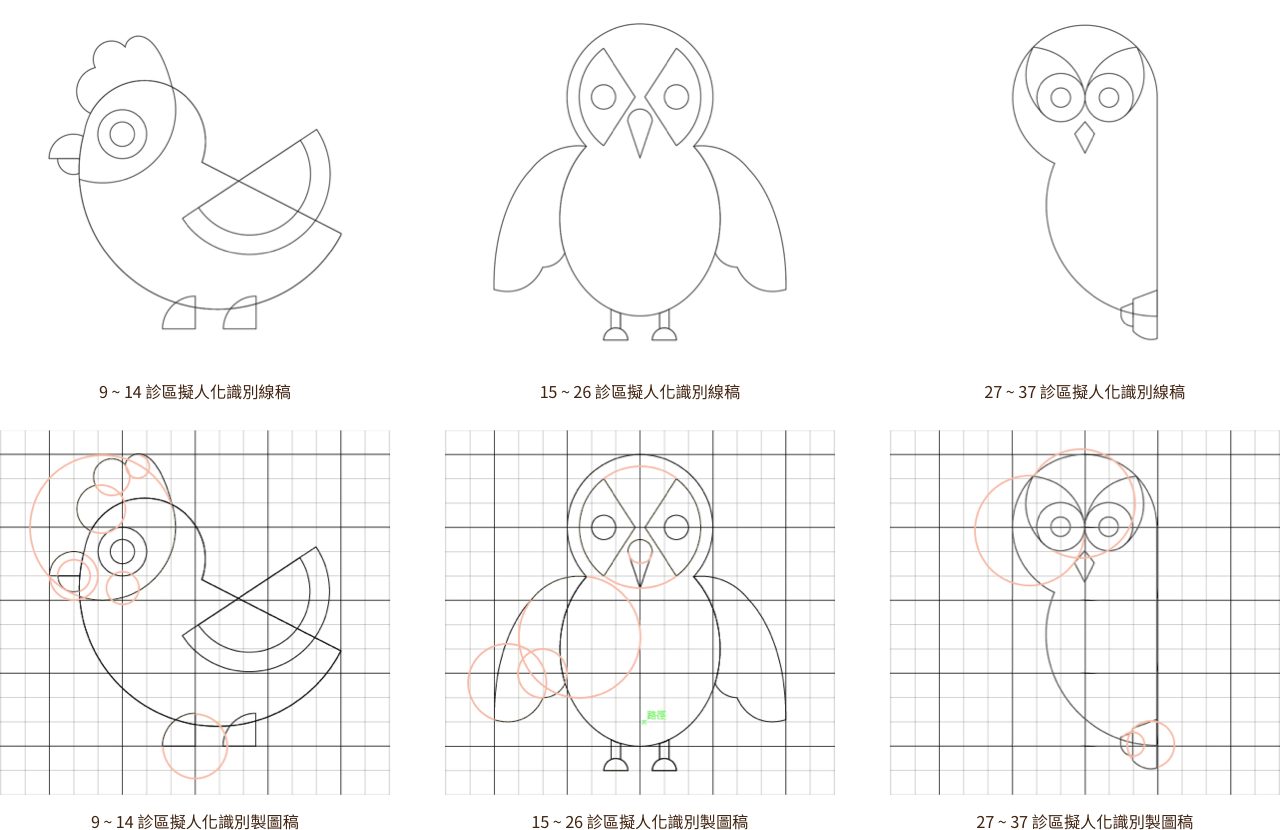 9 ~ 14 診區擬人化識別線稿
15 ~ 26 診區擬人化識別線稿
27 ~ 37 診區擬人化識別線稿
路徑
9 ~ 14 診區擬人化識別製圖稿
15 ~ 26 診區擬人化識別製圖稿
27 ~ 37 診區擬人化識別製圖稿